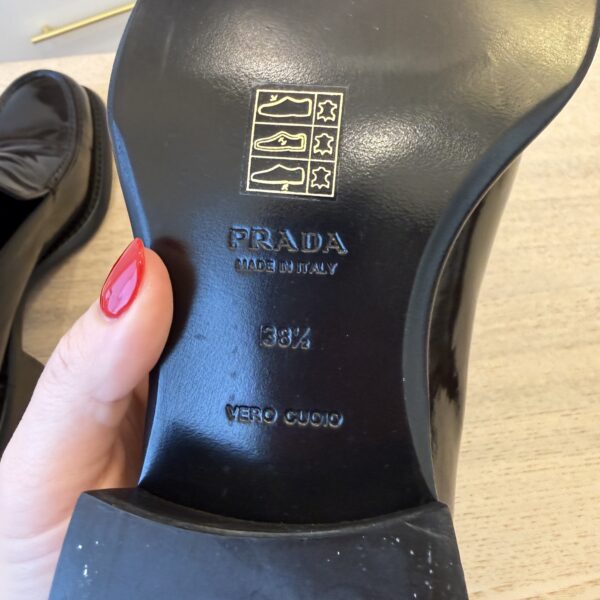 PRADA
MADE IN ITALY
38½
VERO CUOIO